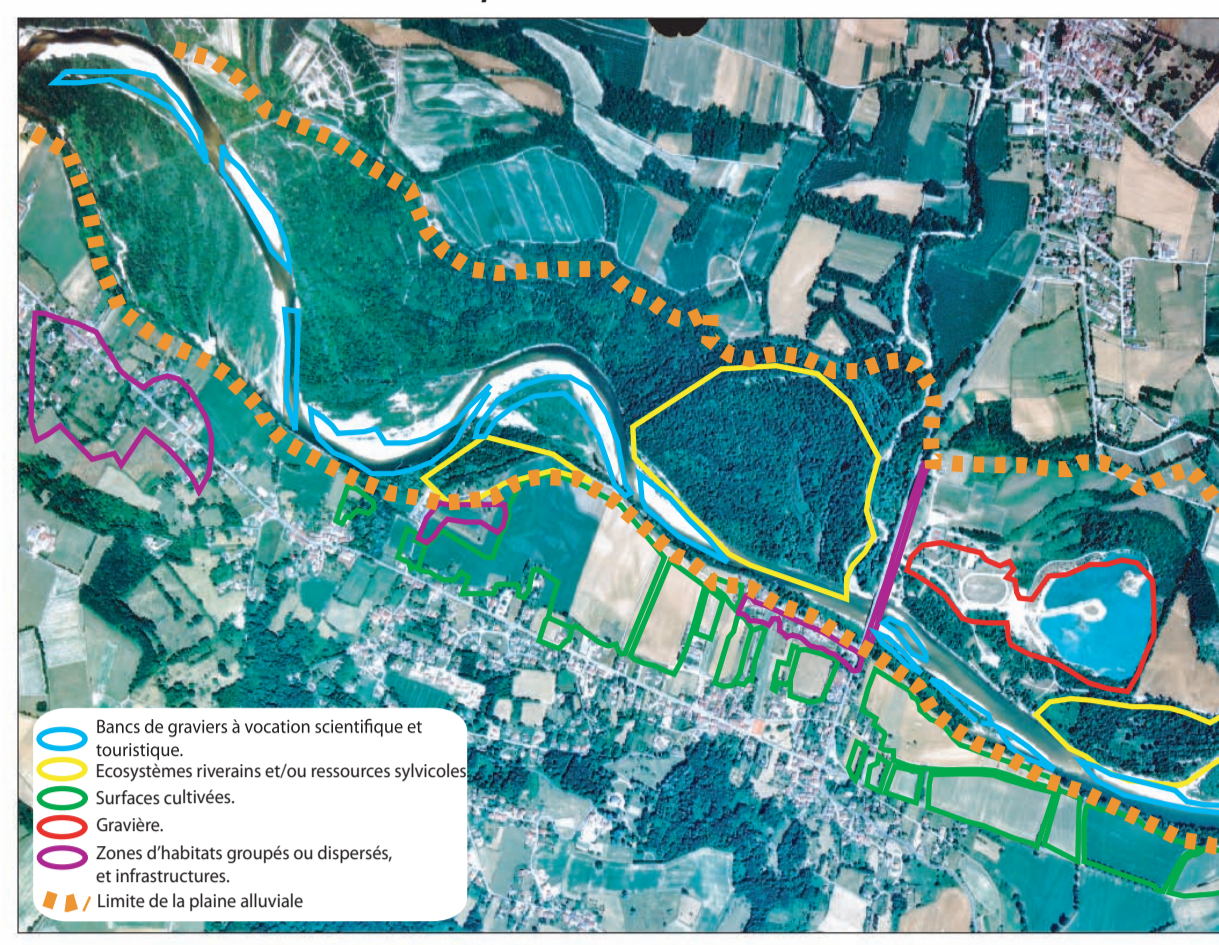 Bancs de graviers à vocation scientifique et
touristique.
Ecosystèmes riverains et/ou ressources sylvicoles
Surfaces cultivées.
Gravière.
Zones d'habitats groupés ou dispersés,
et infrastructures.
Limite de la plaine alluviale